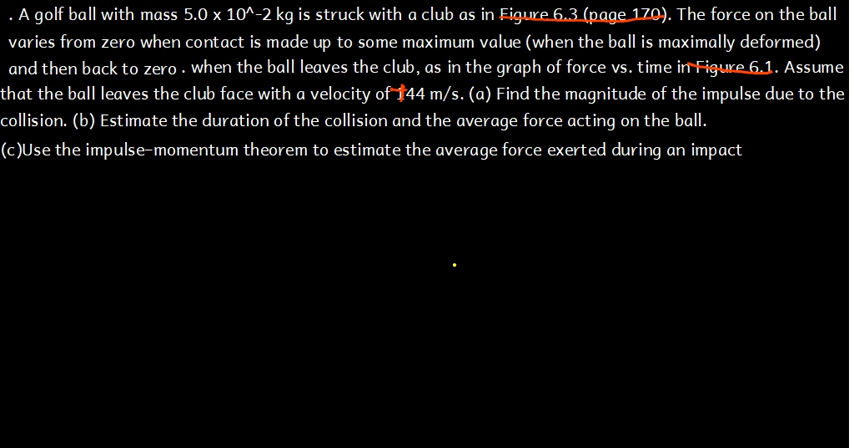 . A golf ball with mass 5.0 x 10^-2 kg is struck with a club as in Figure 6.3 (page 170). The force on the ball
varies from zero when contact is made up to some maximum value (when the ball is maximally deformed)
and then back to zero . when the ball leaves the club, as in the graph of force vs. time in Figure 6.1. Assume
that the ball leaves the club face with a velocity of 144 m/s. (a) Find the magnitude of the impulse due to the
collision. (b) Estimate the duration of the collision and the average force acting on the ball.
(c)Use the impulse-momentum theorem to estimate the average force exerted during an impact